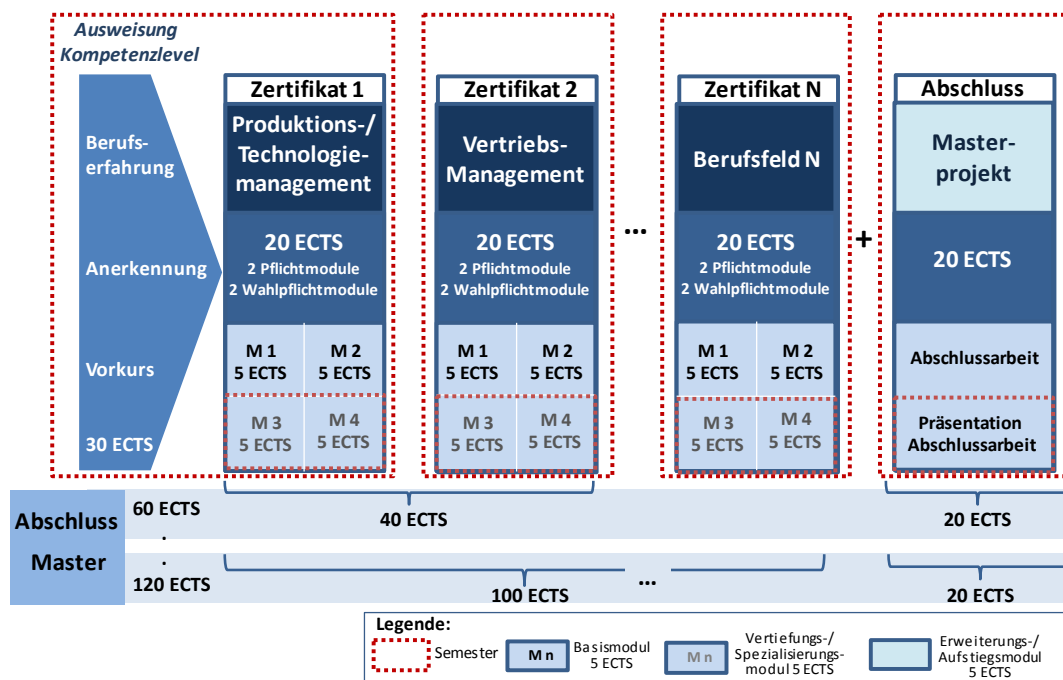 Ausweisung
Kompetenzlevel
Berufs-
erfahrung
Anerkennung
Vorkurs
30 ECTS
Zertifikat 1
Produktions-/
Technologie-
management
20 ECTS
2 Pflichtmodule
2 Wahlpflichtmodule
M 1
5 ECTS
M 2
5 ECTS
M 3
5 ECTS
M 4
5 ECTS
Zertifikat 2
Vertriebs-
Management
20 ECTS
2 Pflichtmodule
2 Wahlpflichtmodule
M 1
5 ECTS
M 2
5 ECTS
M 3
5 ECTS
M 4
5 ECTS
...
Zertifikat N
Berufsfeld N
20 ECTS
2 Pflichtmodule
2 Wahlpflichtmodule
M 1
5 ECTS
M 2
5 ECTS
M 3
5 ECTS
M 4
5 ECTS
+
Abschluss
Master-
projekt
20 ECTS
Abschlussarbeit
Präsentation
Abschlussarbeit
Abschluss
Master
60 ECTS
.
.
120 ECTS
40 ECTS
20 ECTS
...
100 ECTS
20 ECTS
Legende:
Semester
M n
Basismodul
5 ECTS
M n
Vertiefungs-/
Spezialisierungs-
modul 5 ECTS
Erweiterungs-/
Aufstiegsmodul
5 ECTS